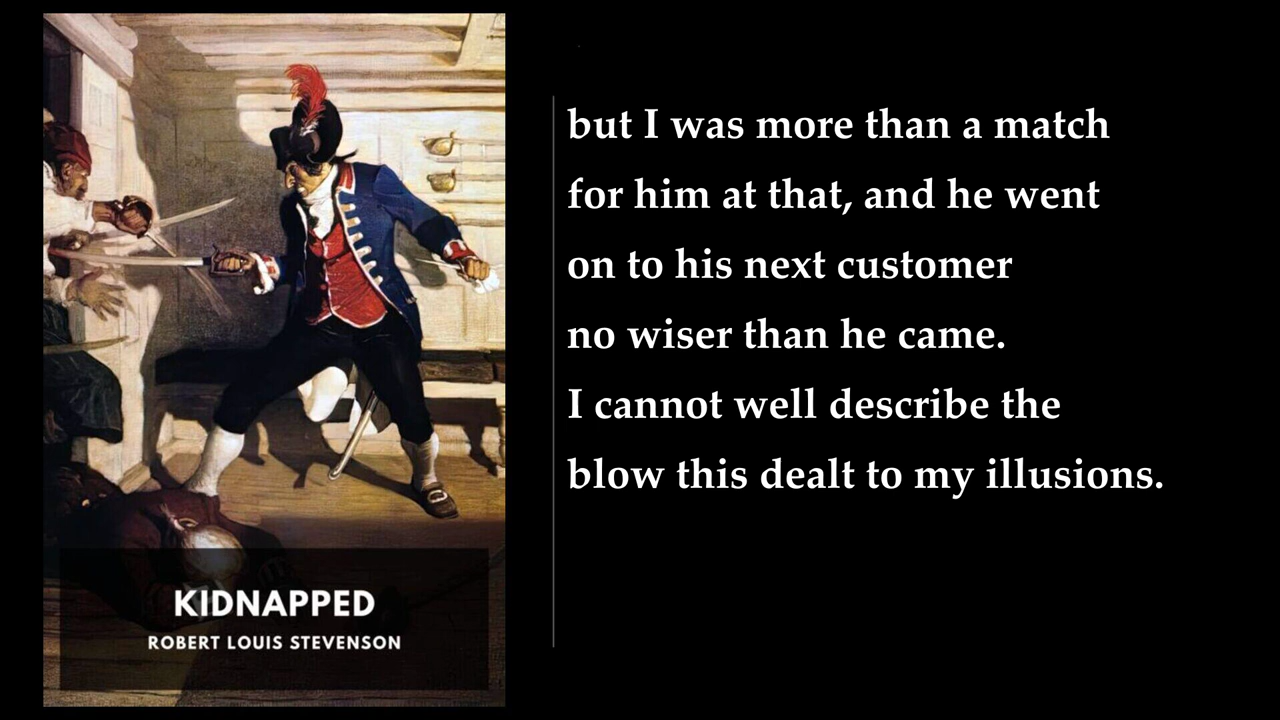 KIDNAPPED
ROBERT LOUIS STEVENSON
but I was more than a match
for him at that, and he went
on to his next customer
no wiser than he came.
I cannot well describe the
blow this dealt to my illusions.